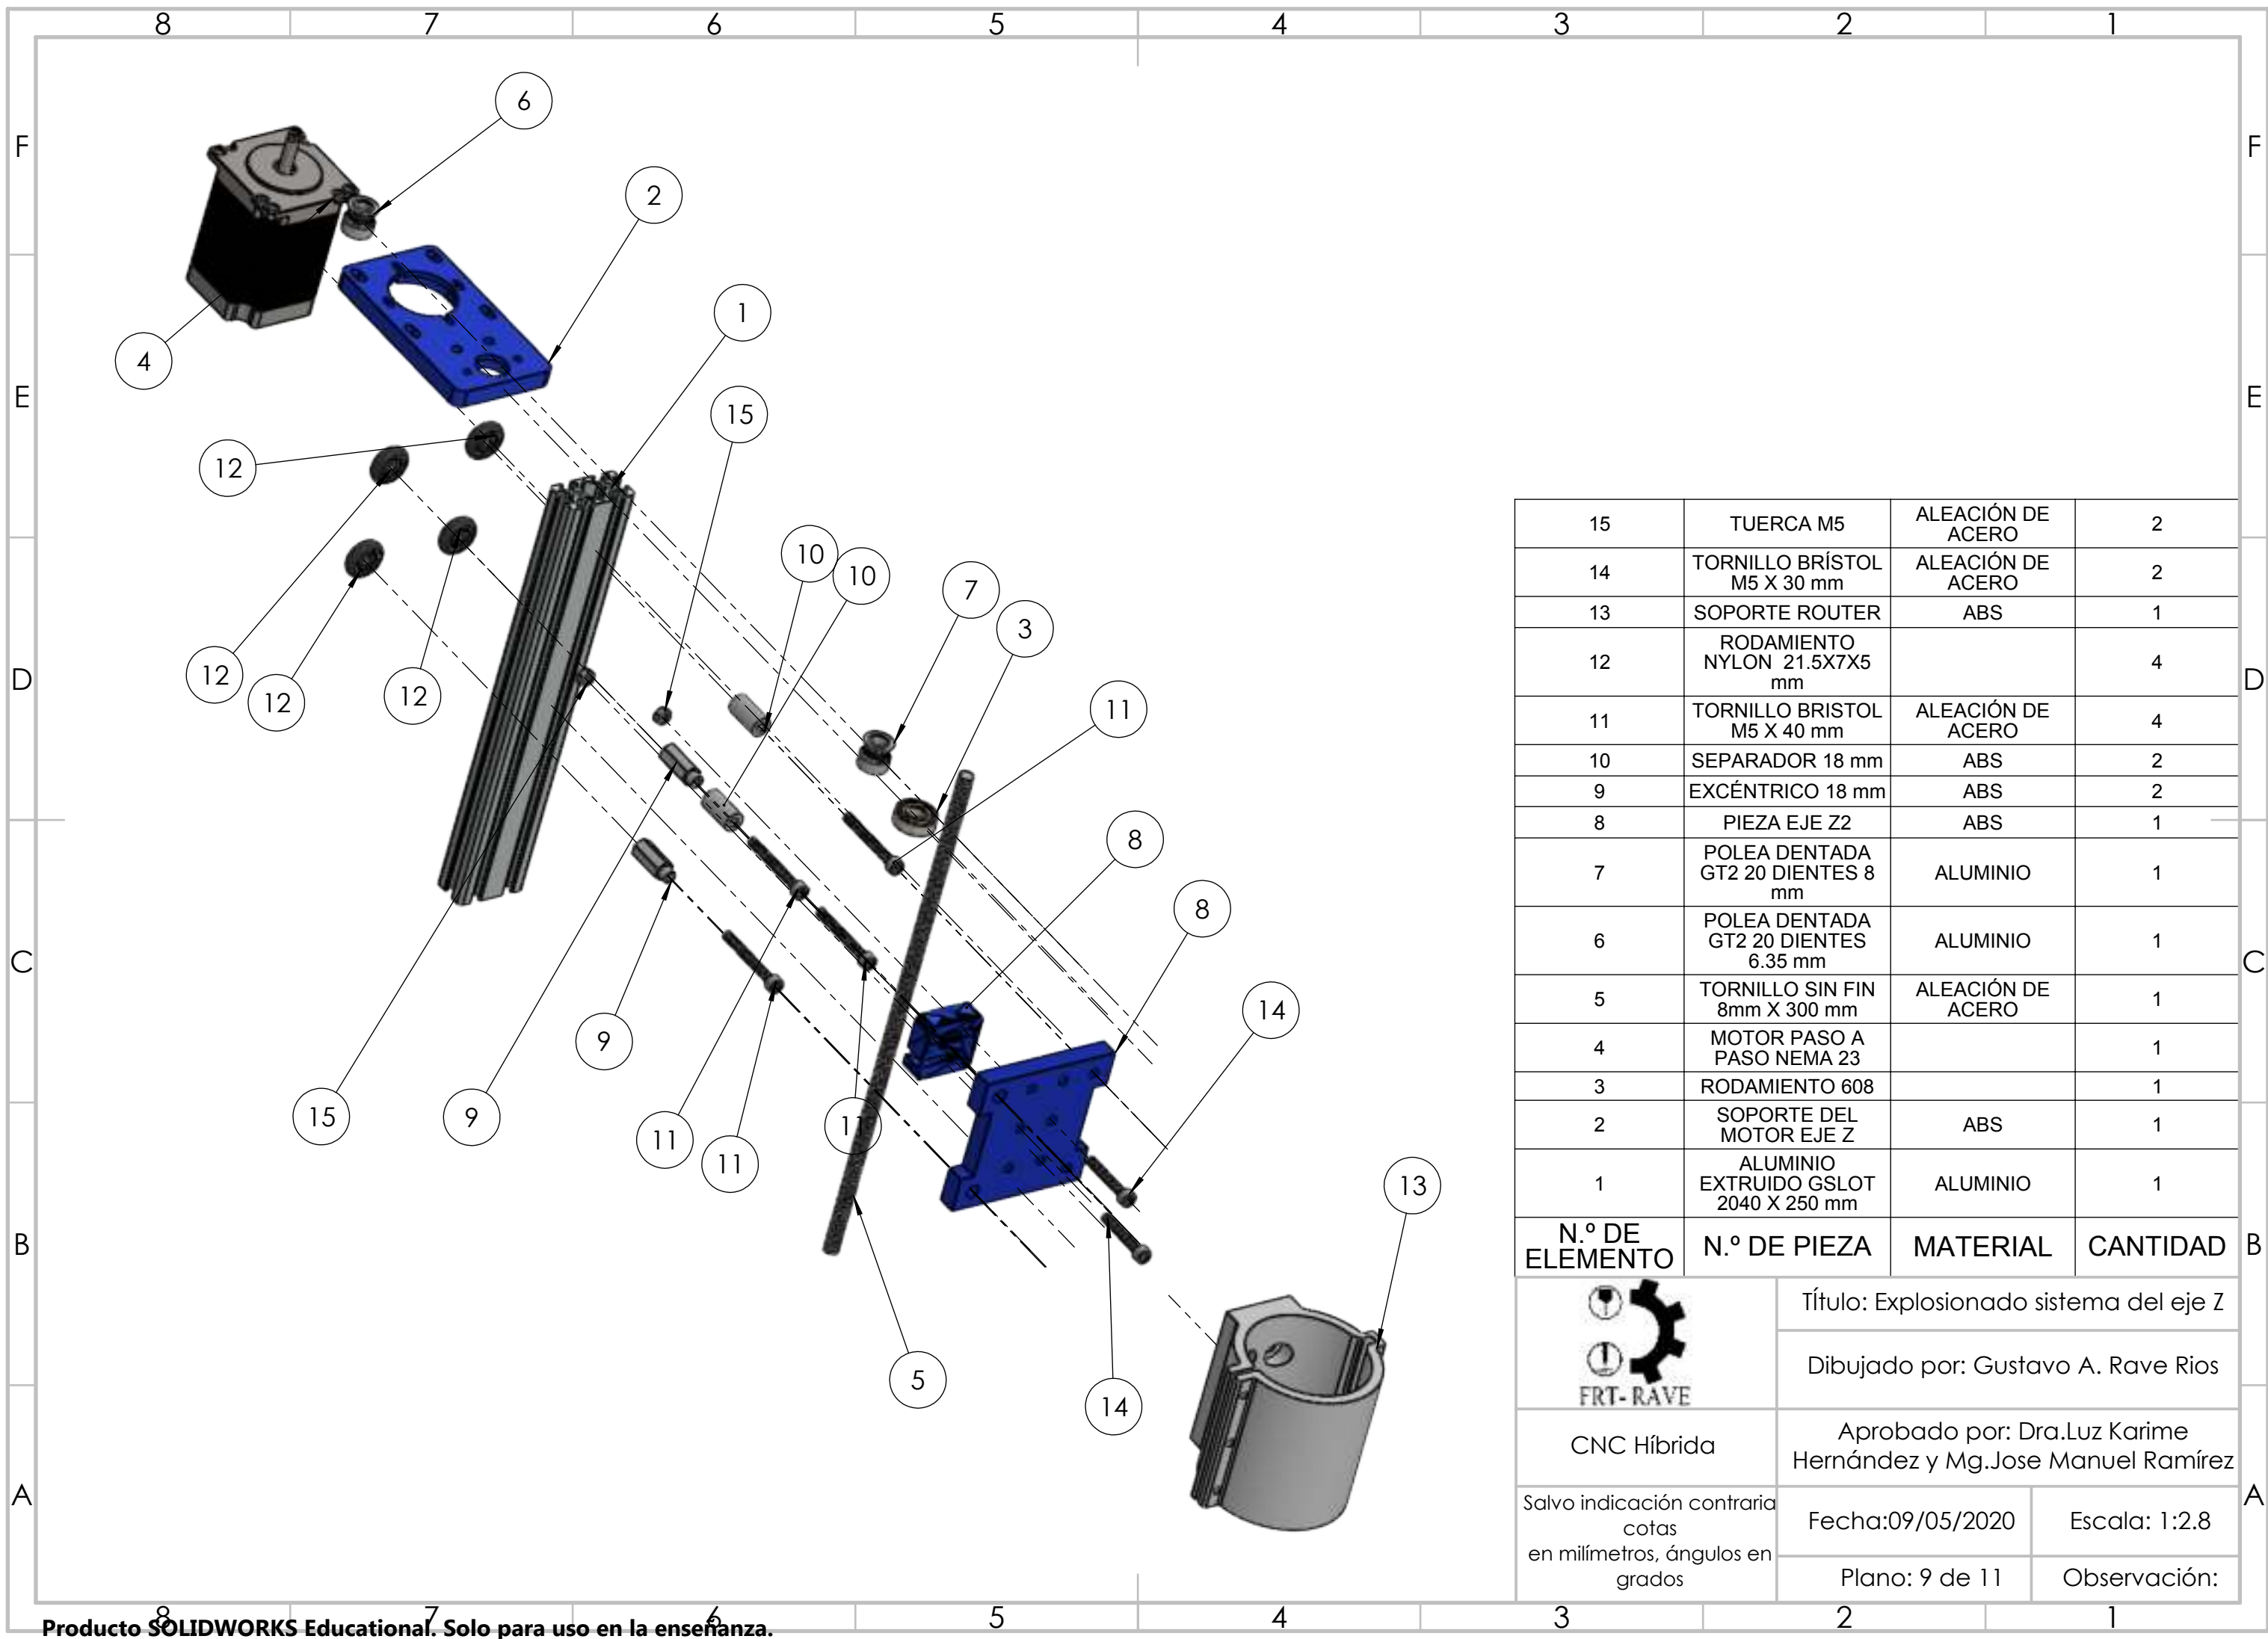 8 7 6 5 4 3 2 1
F F
E E
D D
C C
B B
A A
6
2
1
4
15
12
12
12
12
10
10
7
3
11
8
8
9
9
15
11
11
11
14
14
13
5
15 TUERCA M5 ALEACIÓN DE
ACERO 2
14 TORNILLO BRÍSTOL
M5 X 30 mm ALEACIÓN DE
ACERO 2
13 SOPORTE ROUTER ABS 1
12 RODAMIENTO
NYLON 21.5X7X5
mm 4
11 TORNILLO BRISTOL
M5 X 40 mm ALEACIÓN DE
ACERO 4
10 SEPARADOR 18 mm ABS 2
9 EXCÉNTRICO 18 mm ABS 2
8 PIEZA EJE Z2 ABS 1
7 POLEA DENTADA
GT2 20 DIENTES 8
mm ALUMINIO 1
6 POLEA DENTADA
GT2 20 DIENTES
6.35 mm ALUMINIO 1
5 TORNILLO SIN FIN
8mm X 300 mm ALEACIÓN DE
ACERO 1
4 MOTOR PASO A
PASO NEMA 23 1
3 RODAMIENTO 608 1
2 SOPORTE DEL
MOTOR EJE Z ABS 1
1 ALUMINIO
EXTRUIDO GSLOT
2040 X 250 mm ALUMINIO 1
N.º DE
ELEMENTO N.º DE PIEZA MATERIAL CANTIDAD
FRT-RAVE
Título: Explosionado sistema del eje Z
Dibujado por: Gustavo A. Rave Rios
CNC Híbrida
Aprobado por: Dra.Luz Karime
Hernández y Mg.Jose Manuel Ramírez
Salvo indicación contraria
cotas
en milímetros, ángulos en
grados
Fecha:09/05/2020 Escala: 1:2.8
Plano: 9 de 11 Observación:
8 7 6 5 4 3 2 1
Producto SOLIDWORKS Educational. Solo para uso en la enseñanza.